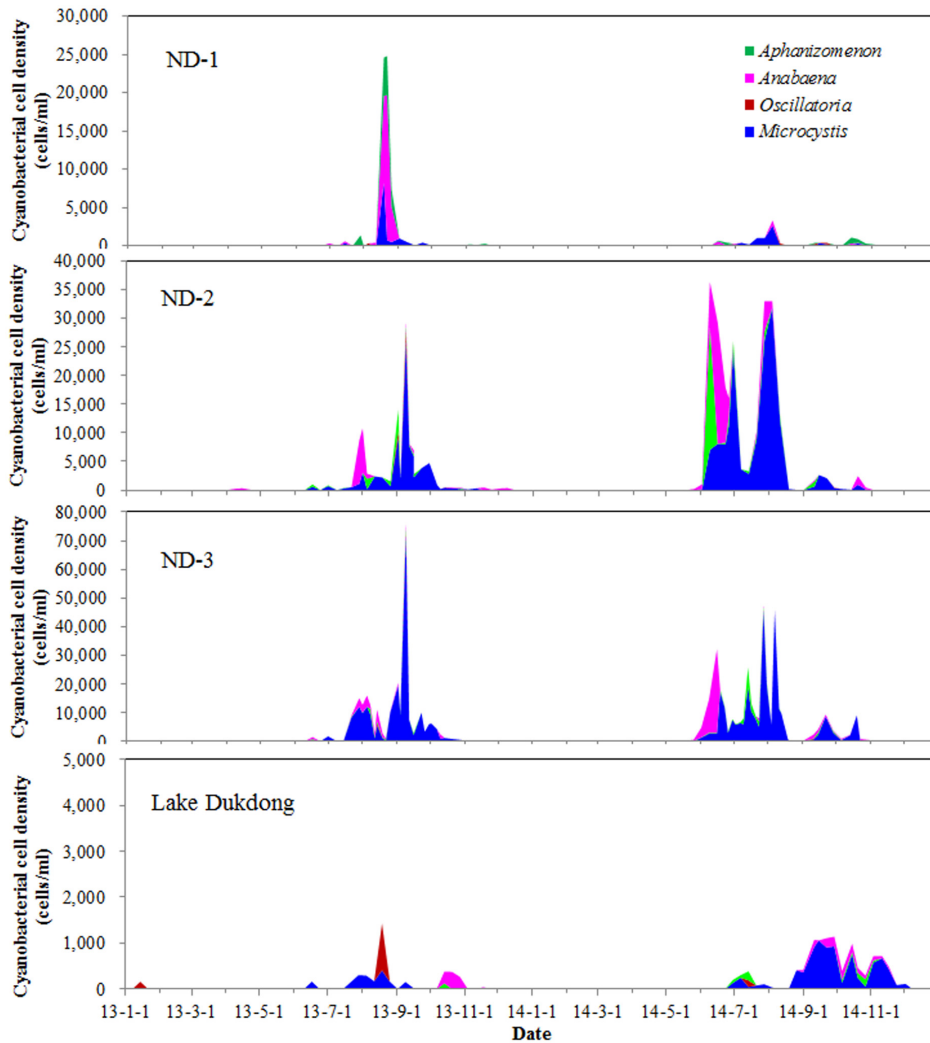 Cyanobacterial cell density
(cells/ml)
30,000
25,000
20,000
15,000
10,000
5,000
0
ND-1
Aphanizomenon
Anabaena
Oscillatoria
Microcystis
Cyanobacterial cell density
(cells/ml)
40,000
35,000
30,000
25,000
20,000
15,000
10,000
5,000
0
ND-2
Cyanobacterial cell density
(cells/ml)
80,000
70,000
60,000
50,000
40,000
30,000
20,000
10,000
0
ND-3
Cyanobacterial cell density
(cells/ml)
5,000
4,000
3,000
2,000
1,000
0
Lake Dukdong
13-1-1 13-3-1 13-5-1 13-7-1 13-9-1 13-11-1 14-1-1 14-3-1 14-5-1 14-7-1 14-9-1 14-11-1
Date